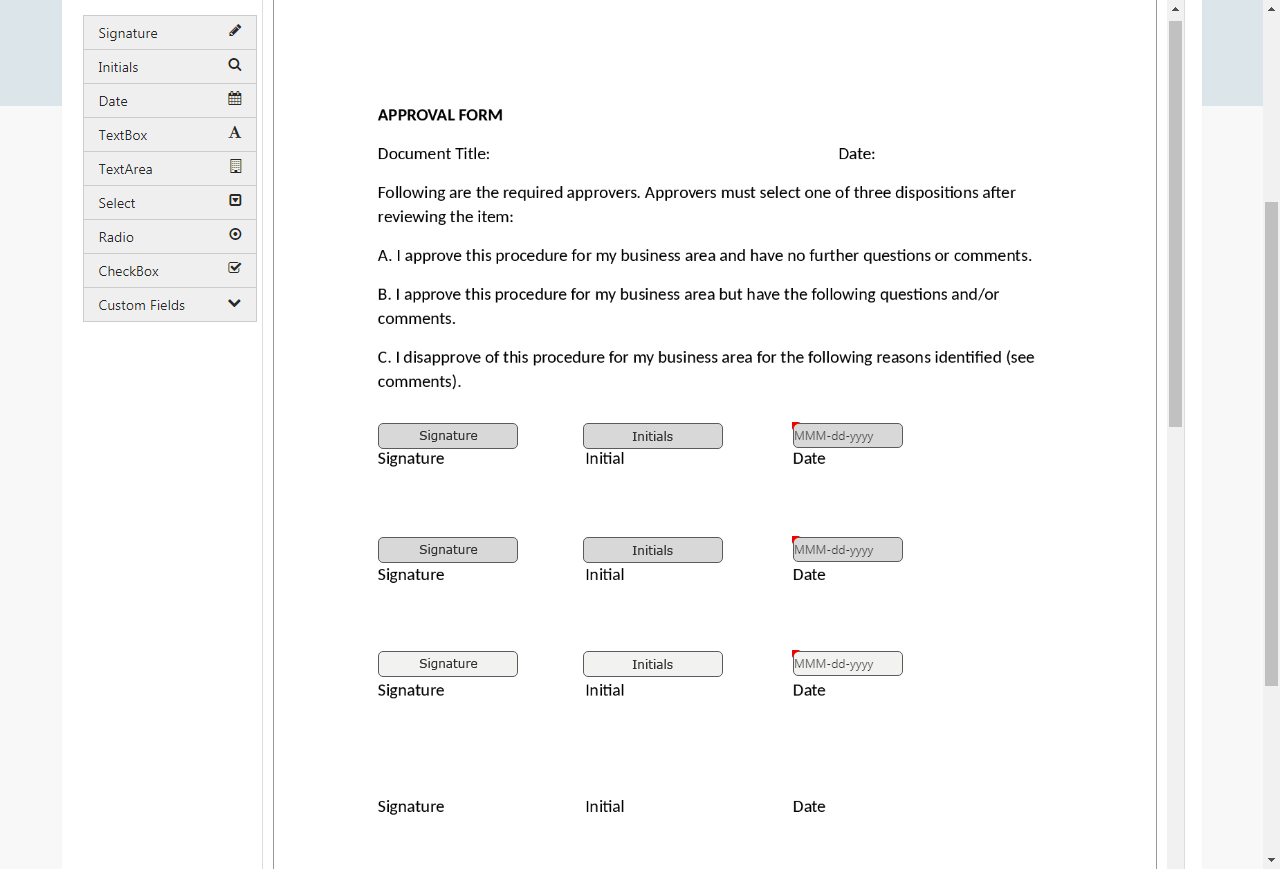 Signature
Initials
Date
TextBox
TextArea
Select
Radio
CheckBox
Custom Fields
APPROVAL FORM
Document Title: Date:
Following are the required approvers. Approvers must select one of three dispositions after
reviewing the item:
A. I approve this procedure for my business area and have no further questions or comments.
B. I approve this procedure for my business area but have the following questions and/or
comments.
C. I disapprove of this procedure for my business area for the following reasons identified (see
comments).
Signature Initials MMM-dd-yyyy
Signature Initial Date
Signature Initials MMM-dd-yyyy
Signature Initial Date
Signature Initials MMM-dd-yyyy
Signature Initial Date
Signature Initial Date